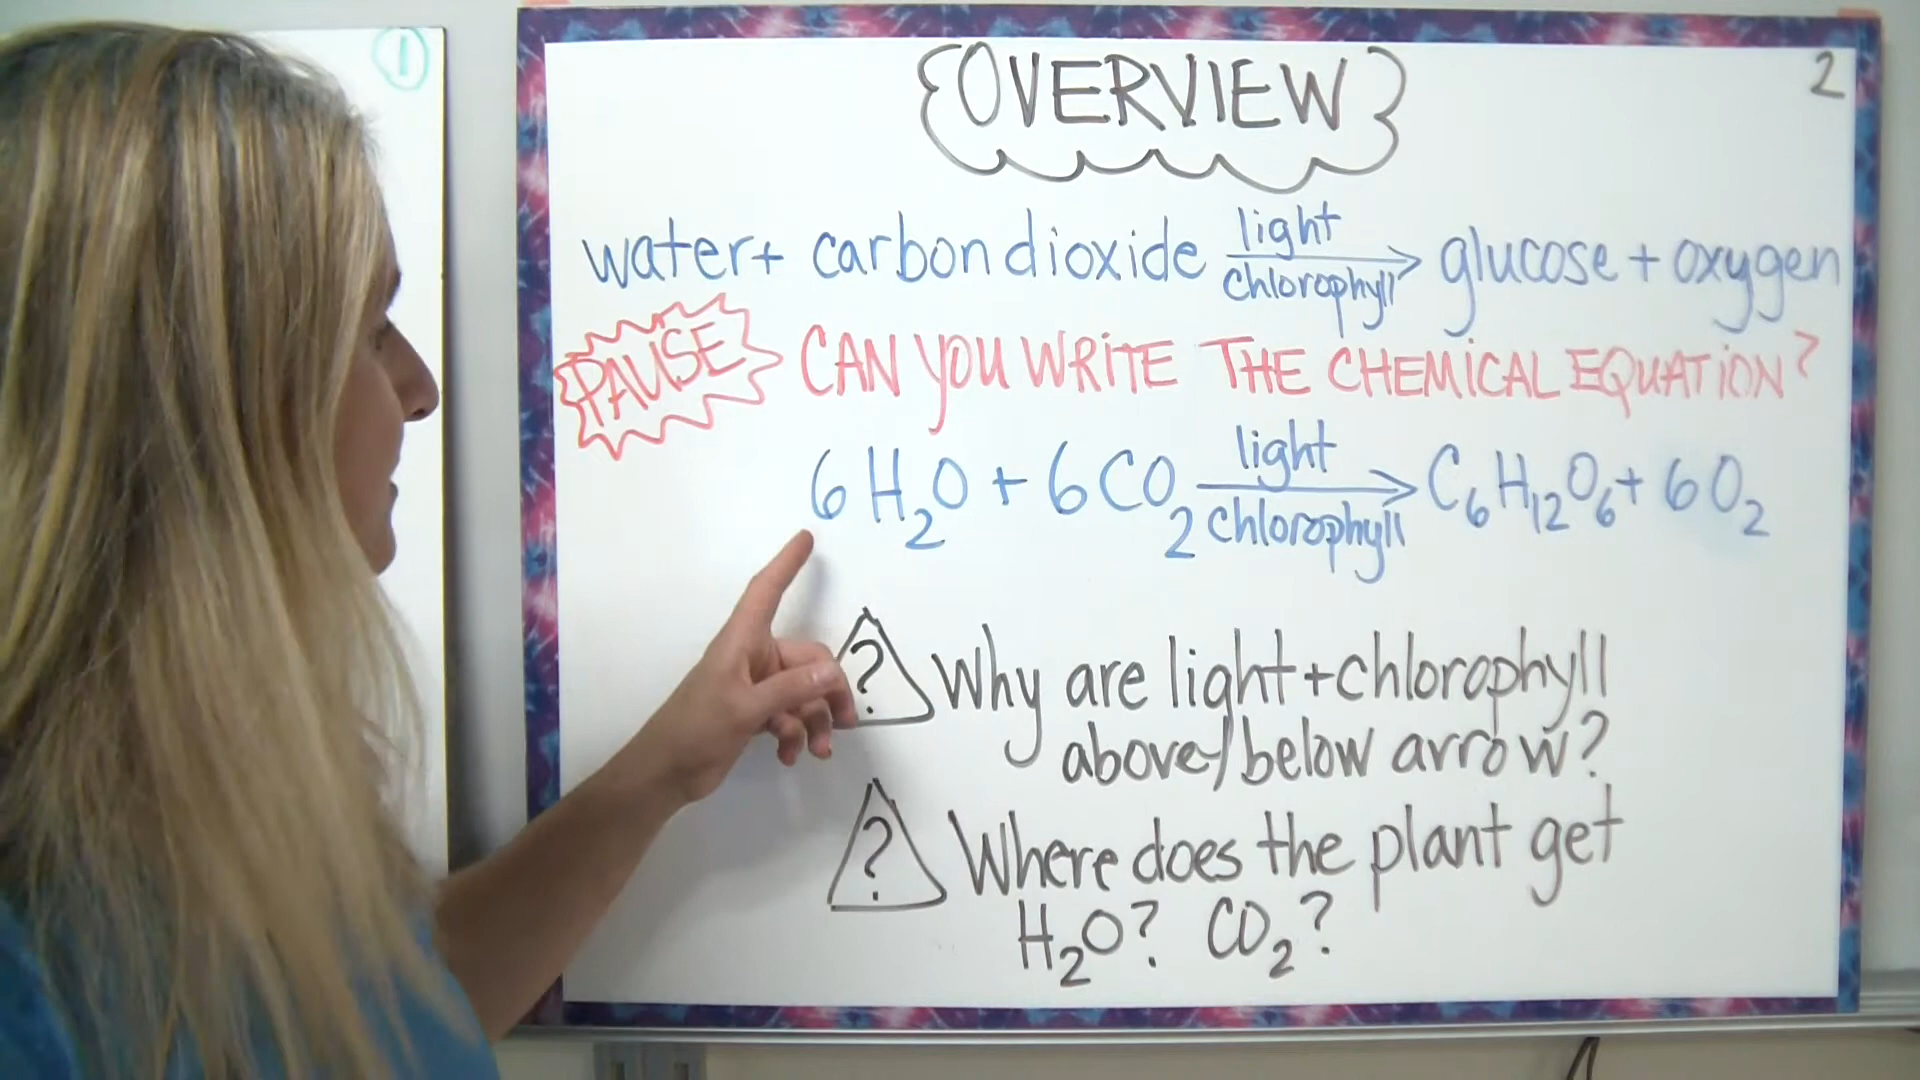 1
2
OVERVIEW
water + carbon dioxide light chlorophyll → glucose + oxygen
PAUSE CAN YOU WRITE THE CHEMICAL EQUATION?
6 H₂O + 6 CO₂ light chlorophyll → C₆H₁₂O₆ + 6 O₂
? Why are light + chlorophyll
above/below arrow?
? Where does the plant get
H₂O? CO₂?